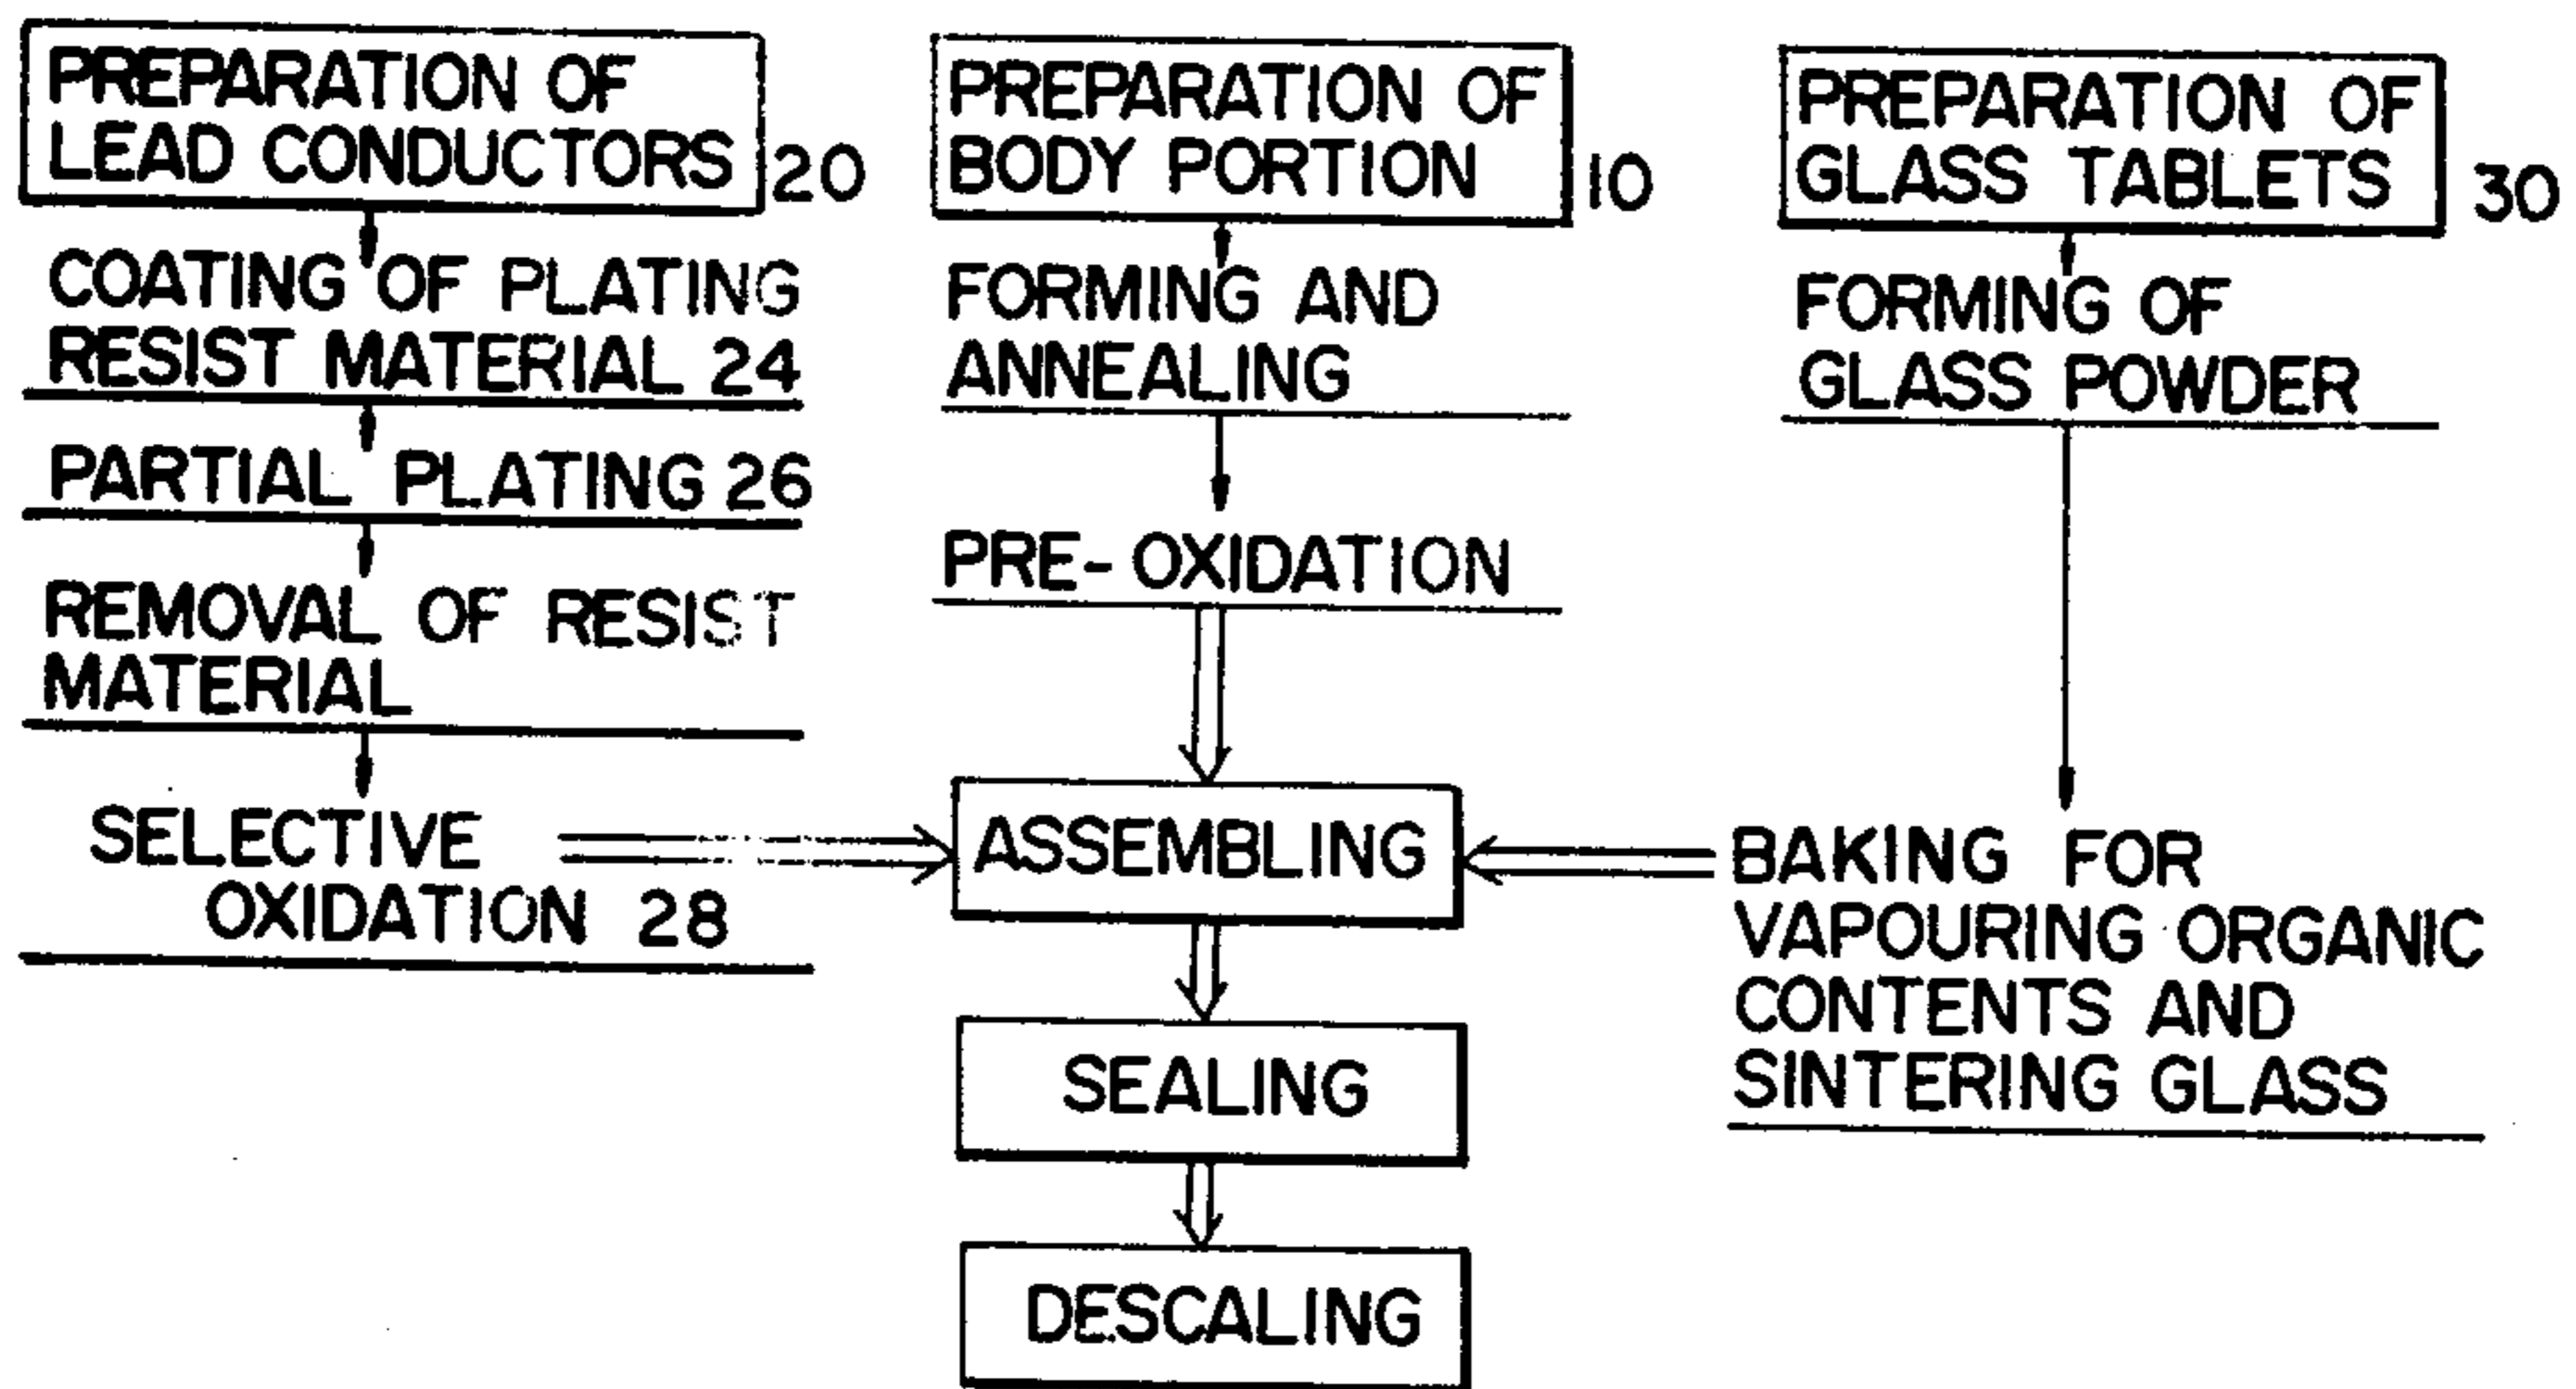 PREPARATION OF
LEAD CONDUCTORS 20
COATING OF PLATING
RESIST MATERIAL 24
PARTIAL PLATING 26
REMOVAL OF RESIST
MATERIAL
SELECTIVE
OXIDATION 28
PREPARATION OF
BODY PORTION 10
FORMING AND
ANNEALING
PRE-OXIDATION
ASSEMBLING
SEALING
DESCALING
PREPARATION OF
GLASS TABLETS 30
FORMING OF
GLASS POWDER
BAKING FOR
VAPOURING ORGANIC
CONTENTS AND
SINTERING GLASS